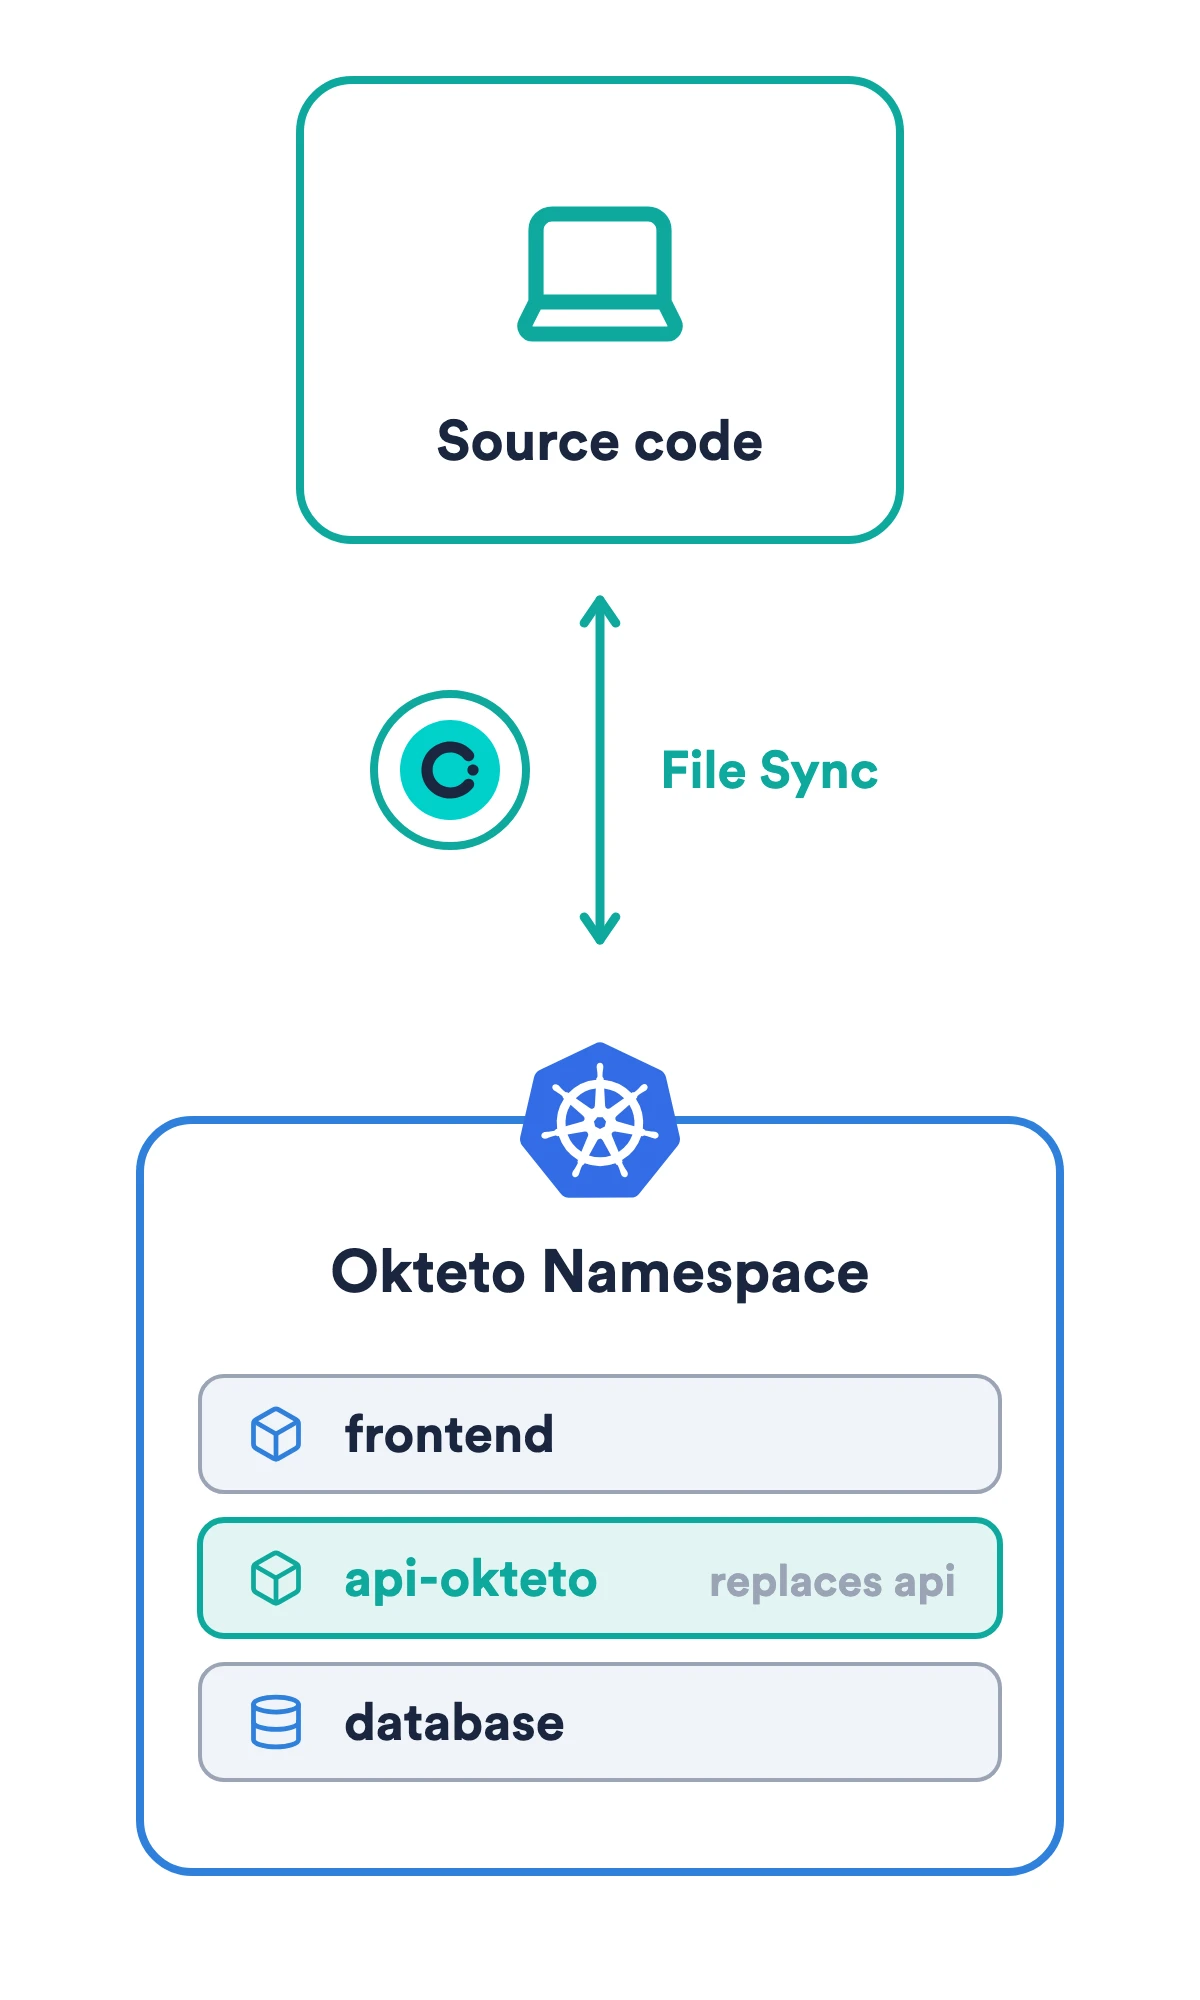 Source code
File Sync
Okteto Namespace
frontend
api-okteto replaces api
database